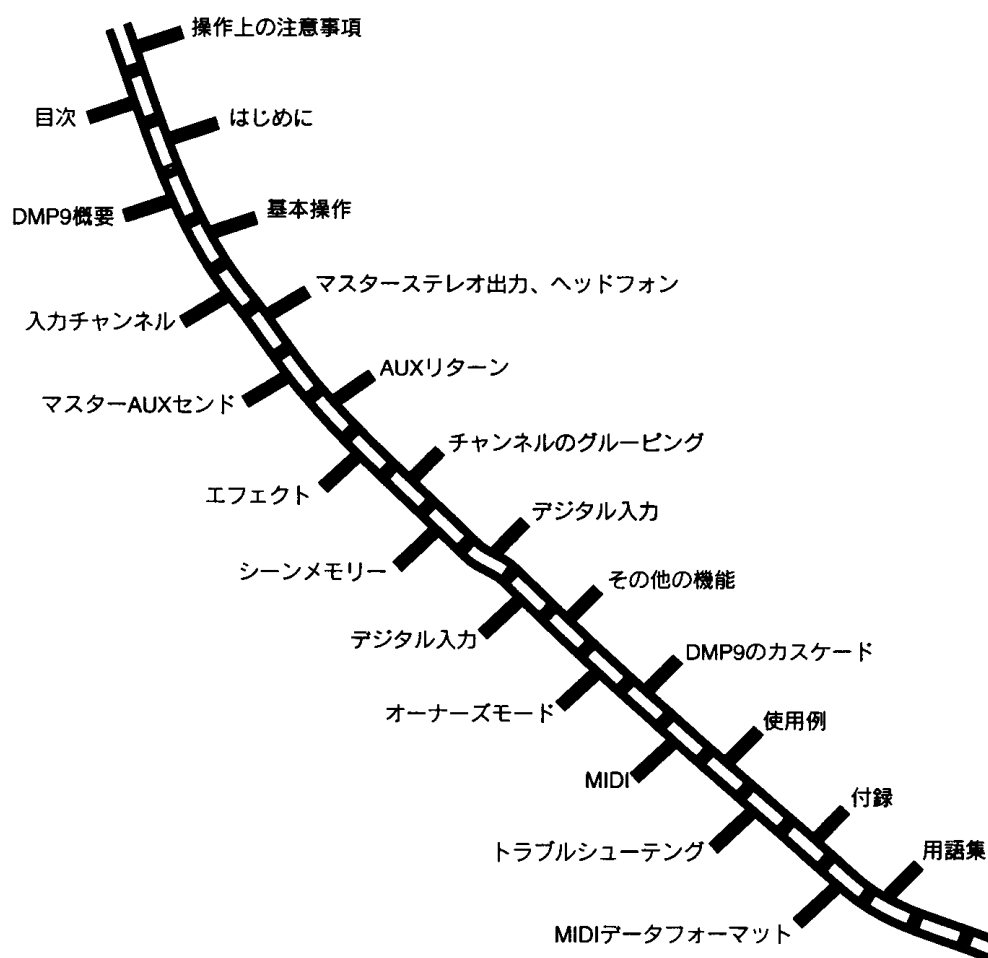 操作上の注意事項
目次
はじめに
DMP9概要
基本操作
マスターステレオ出力、ヘッドフォン
入力チャンネル
AUXリターン
マスターAUXセンド
チャンネルのグルーピング
エフェクト
デジタル入力
シーンメモリー
その他の機能
デジタル入力
DMP9のカスケード
オーナーズモード
使用例
MIDI
付録
トラブルシューテング
用語集
MIDIデータフォーマット